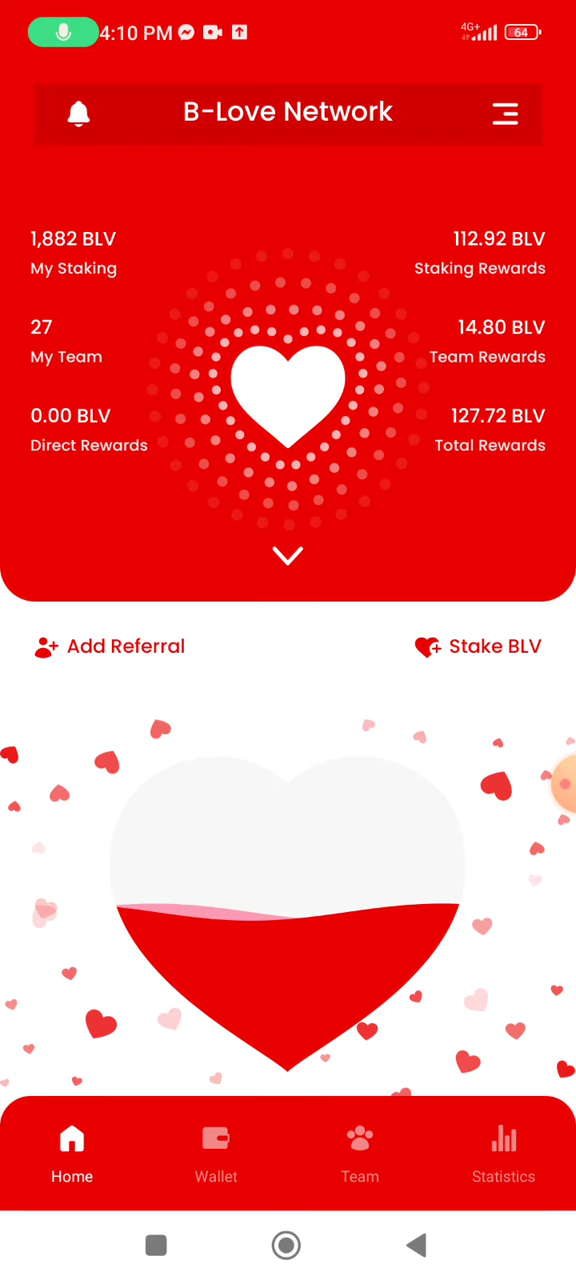 4:10 PM
4G+
64
B-Love Network
1,882 BLV
My Staking
112.92 BLV
Staking Rewards
27
My Team
14.80 BLV
Team Rewards
0.00 BLV
Direct Rewards
127.72 BLV
Total Rewards
Add Referral
Stake BLV
Home
Wallet
Team
Statistics